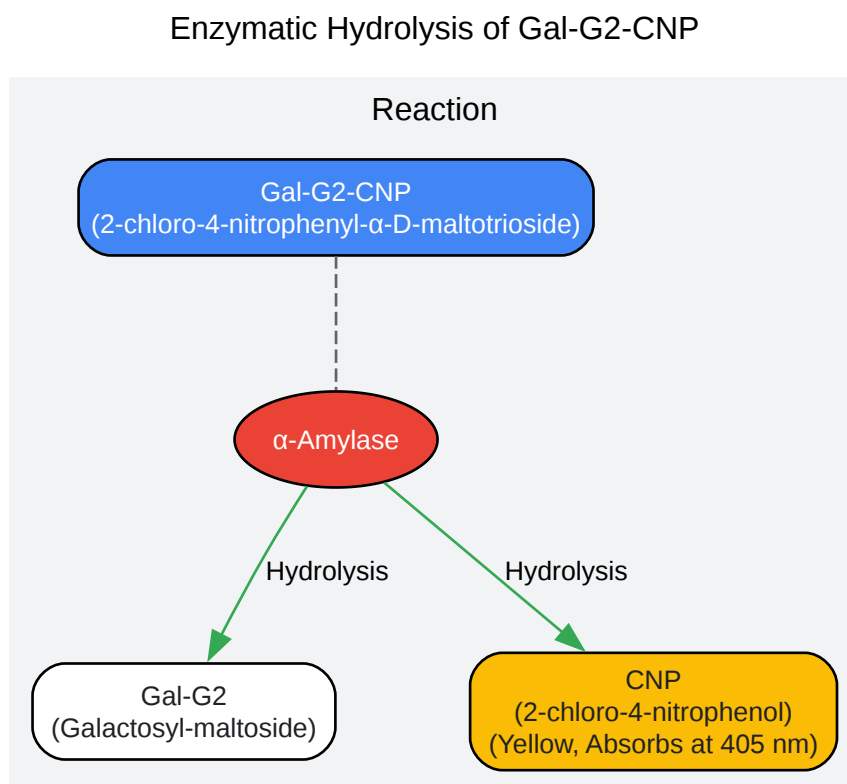 Enzymatic Hydrolysis of Gal-G2-CNP
Reaction
Gal-G2-CNP
(2-chloro-4-nitrophenyl-α-D-maltotrioside)
α-Amylase
Hydrolysis
Hydrolysis
Gal-G2
(Galactosyl-maltoside)
CNP
(2-chloro-4-nitrophenol)
(Yellow, Absorbs at 405 nm)